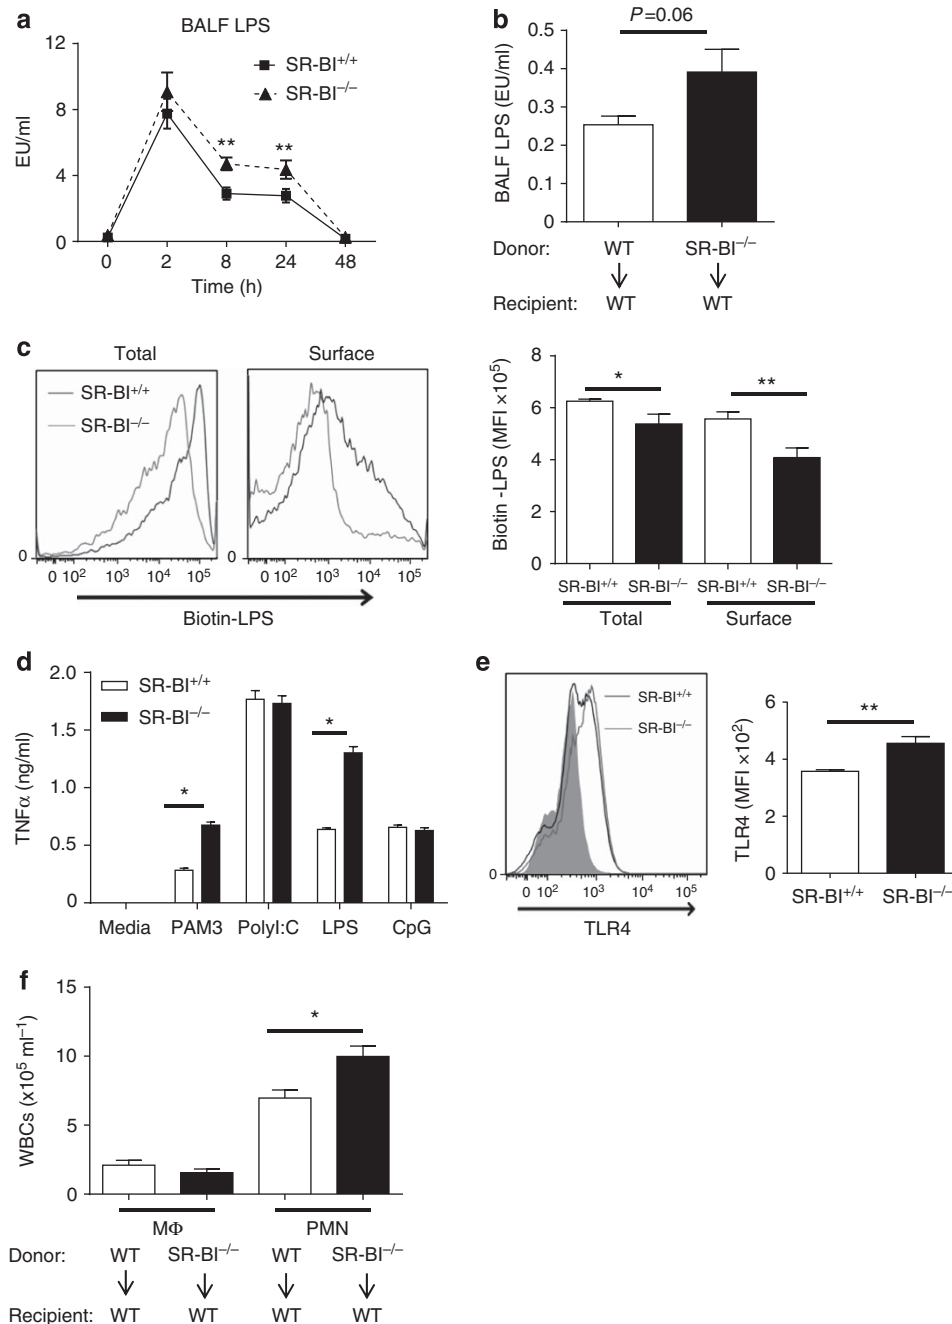 a
BALF LPS
EU/ml
12
8
4
0
SR-BI+/+
SR-BI−/−
**
**
0 2 8 24 48
Time (h)
b
P=0.06
BALF LPS (EU/ml)
0.5
0.4
0.3
0.2
0.1
0
Donor: WT SR-BI−/−
Recipient: WT WT
c
Total
Surface
SR-BI+/+
SR-BI−/−
0
0
0 10² 10³ 10⁴ 10⁵
0 10² 10³ 10⁴ 10⁵
Biotin-LPS
Biotin -LPS (MFI ×10⁵)
8
6
4
2
0
*
**
SR-BI+/+ SR-BI−/− SR-BI+/+ SR-BI−/−
Total Surface
d
TNFα (ng/ml)
2.0
1.5
1.0
0.5
0
SR-BI+/+
SR-BI−/−
*
*
Media PAM3 PolyI:C LPS CpG
e
SR-BI+/+
SR-BI−/−
0
0 10² 10³ 10⁴ 10⁵
TLR4
TLR4 (MFI ×10²)
6
4
2
0
**
SR-BI+/+ SR-BI−/−
f
WBCs (x10⁵ ml⁻¹)
15
10
5
0
*
MΦ PMN
Donor: WT SR-BI−/− WT SR-BI−/−
Recipient: WT WT WT WT